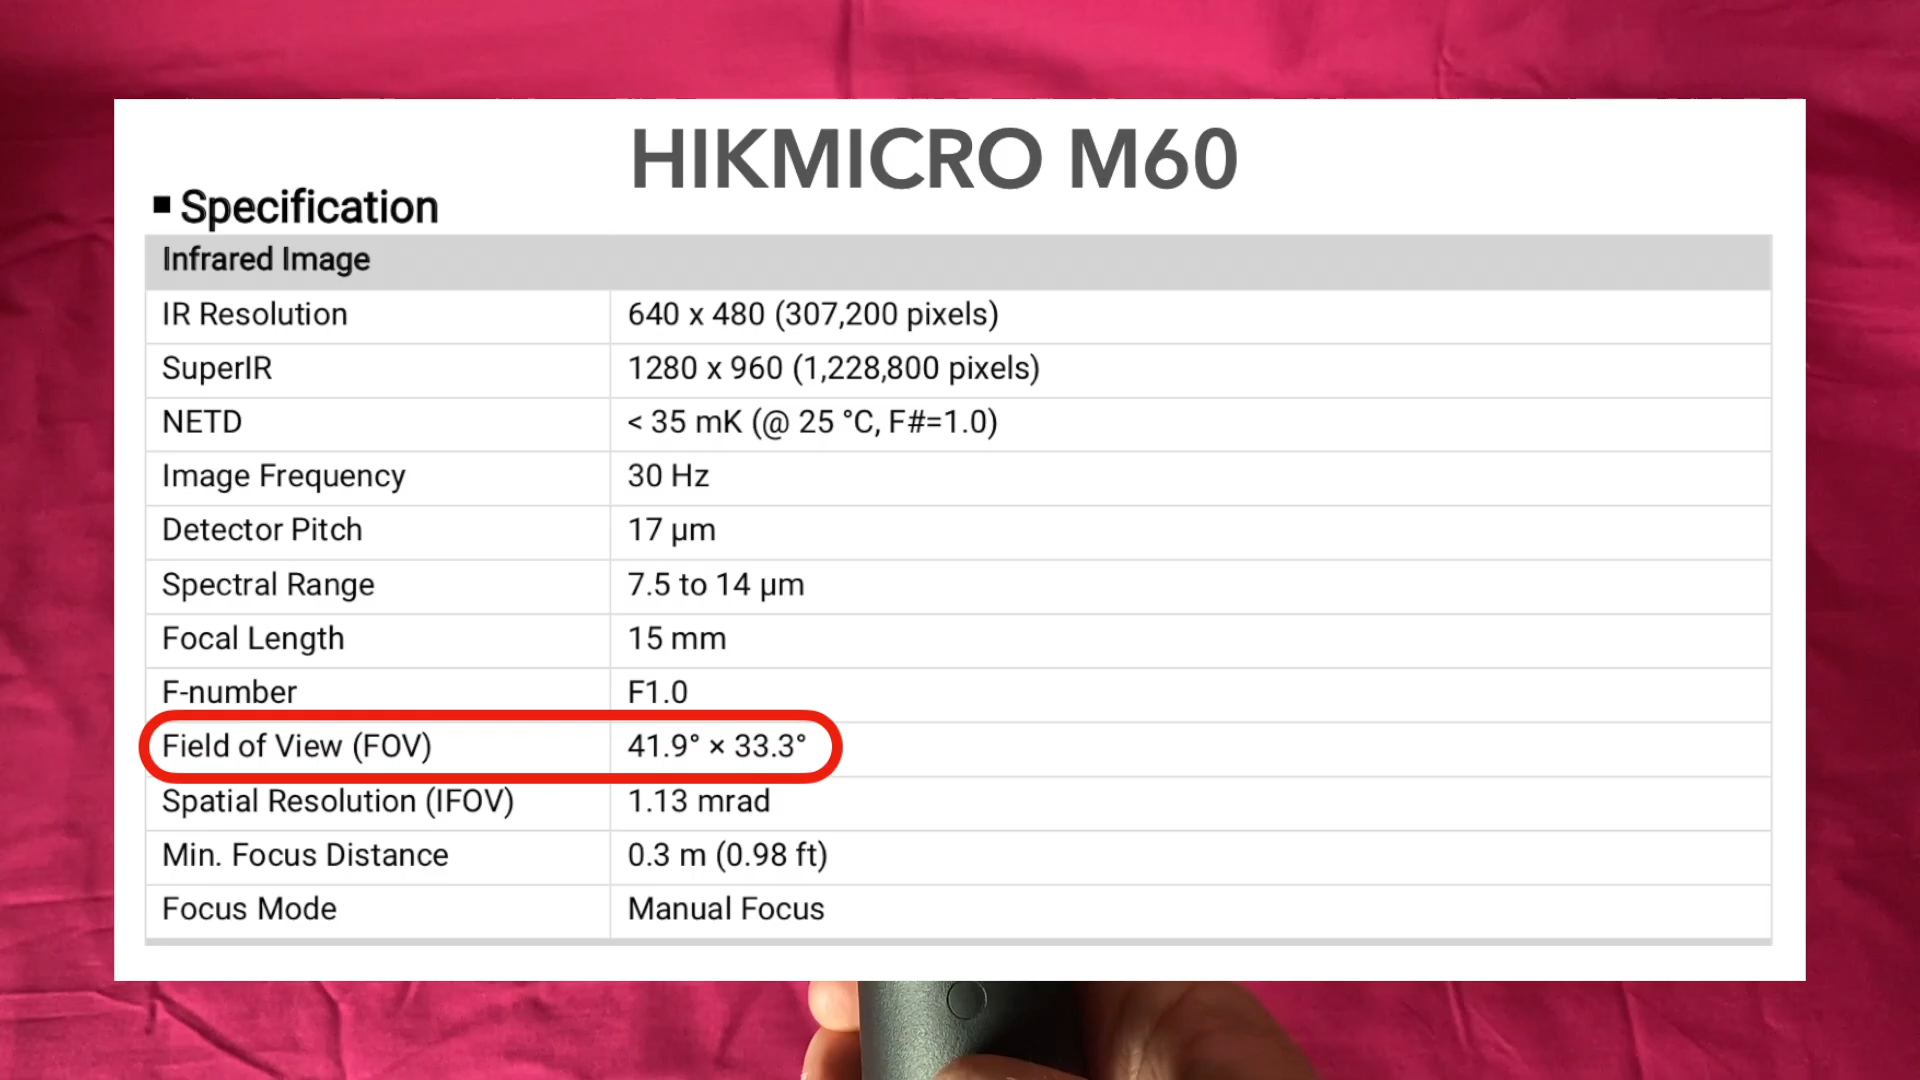 HIKMICRO M60
▪ Specification
Infrared Image
IR Resolution 640 x 480 (307,200 pixels)
SuperIR 1280 x 960 (1,228,800 pixels)
NETD < 35 mK (@ 25 °C, F#=1.0)
Image Frequency 30 Hz
Detector Pitch 17 μm
Spectral Range 7.5 to 14 μm
Focal Length 15 mm
F-number F1.0
Field of View (FOV) 41.9° × 33.3°
Spatial Resolution (IFOV) 1.13 mrad
Min. Focus Distance 0.3 m (0.98 ft)
Focus Mode Manual Focus